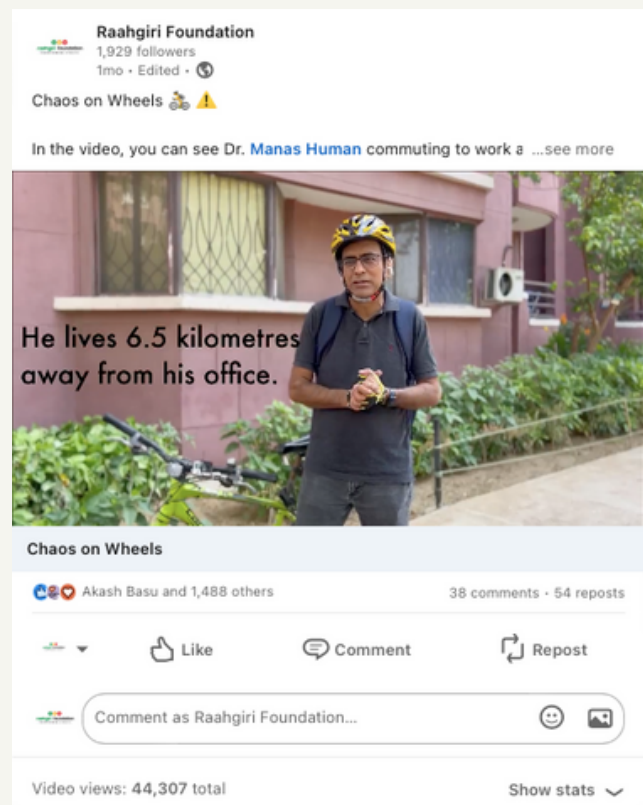 Raahgiri Foundation
1,929 followers
1mo • Edited •
Chaos on Wheels 🚴 ⚠️
In the video, you can see Dr. Manas Human commuting to work a ...see more
He lives 6.5 kilometres
away from his office.
Chaos on Wheels
Akash Basu and 1,488 others
38 comments • 54 reposts
Like
Comment
Repost
Comment as Raahgiri Foundation...
Video views: 44,307 total
Show stats